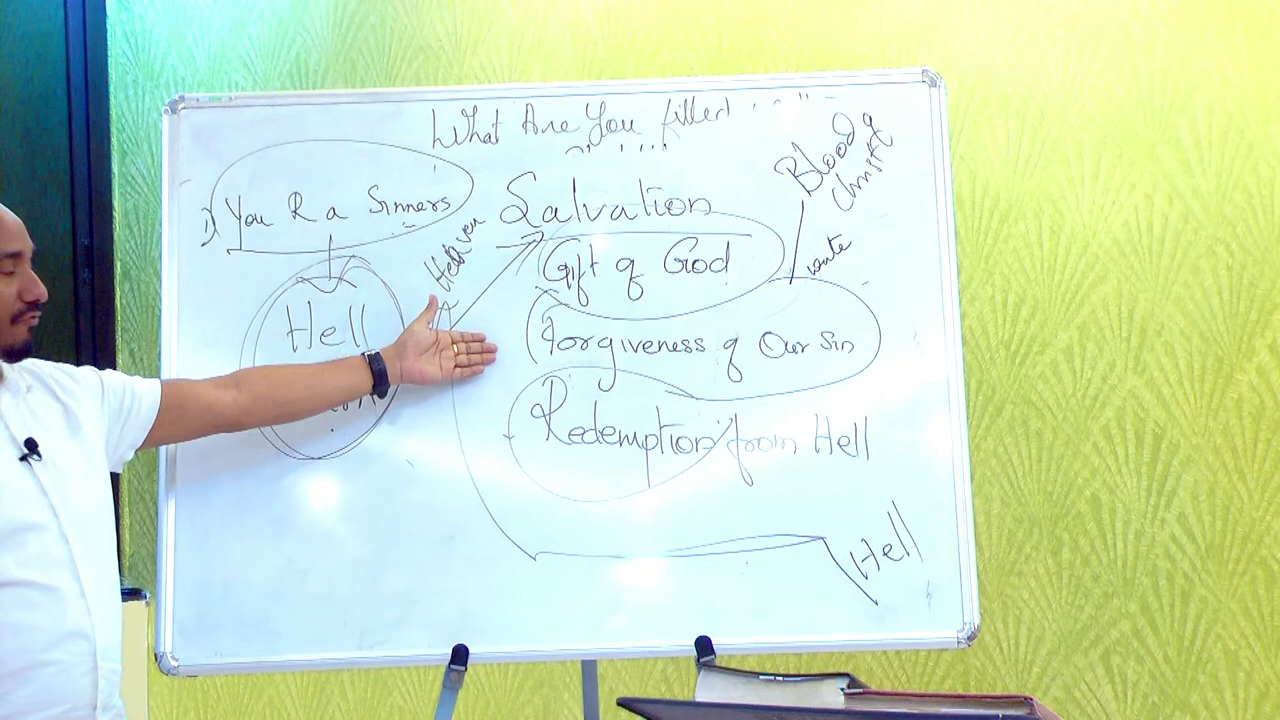 What Are You filled
Blood of
Christ
1) You R a Sinners
Salvation
Gift of God
Hell
Forgiveness of Our Sin
Redemption from Hell
Hell